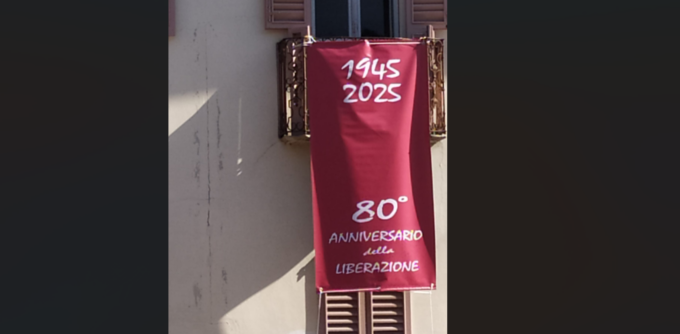 1945
2025
80°
ANNIVERSARIO
della
LIBERAZIONE